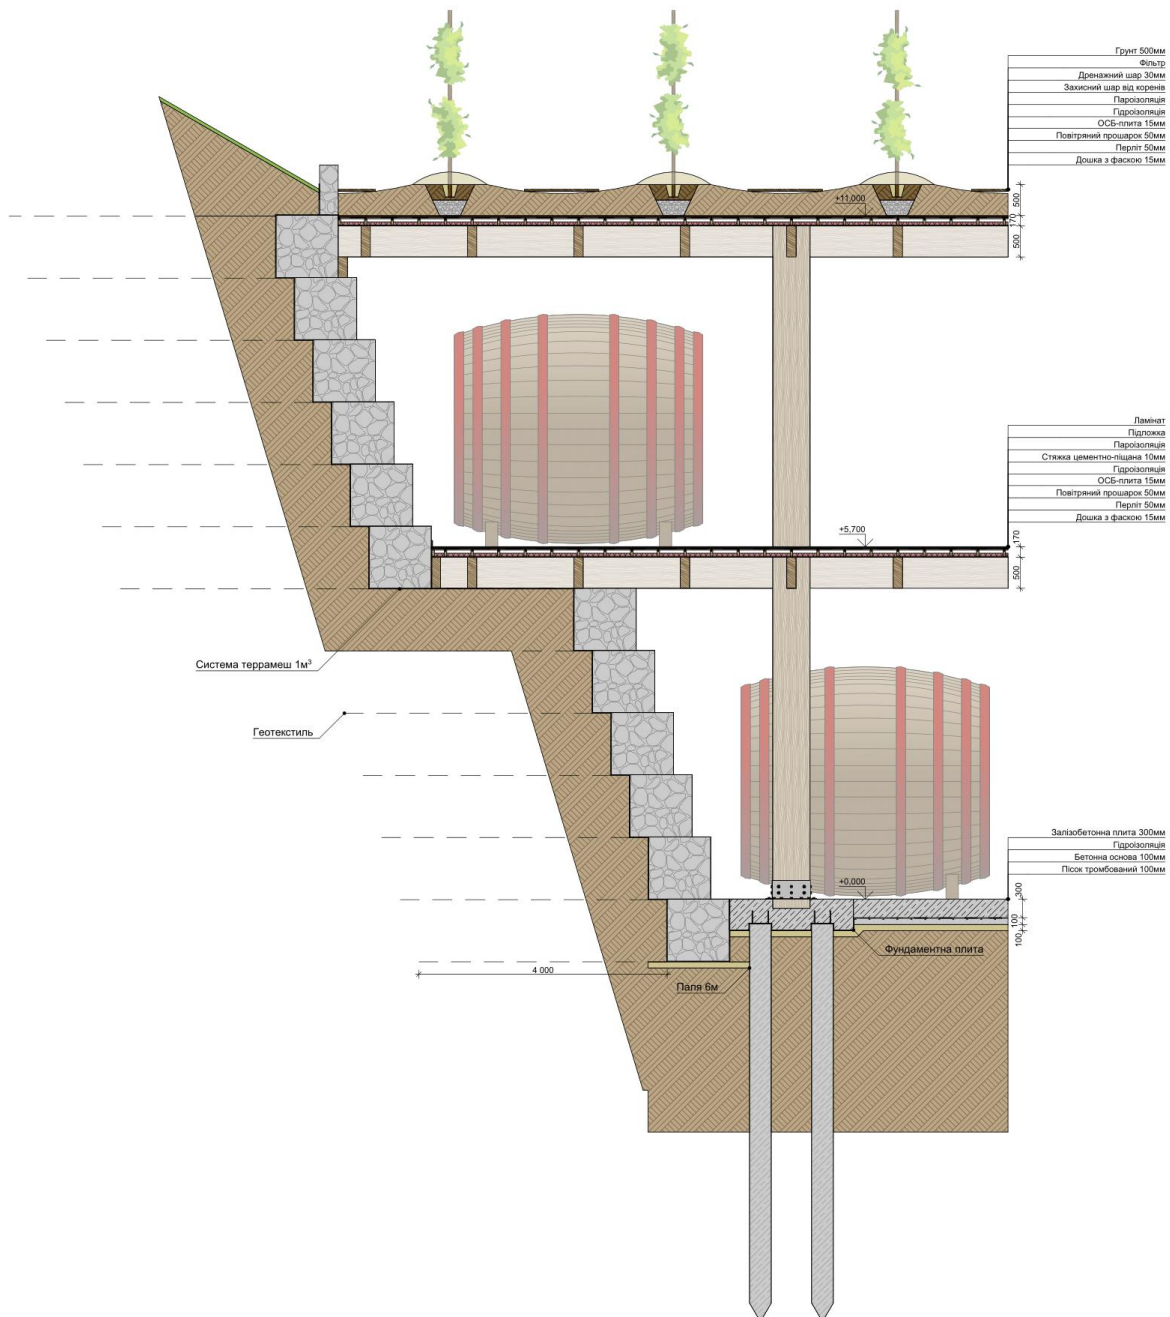 Грунт 500мм
Фільтр
Дренажний шар 30мм
Захисний шар від коренів
Пароізоляція
Гідроізоляція
ОСБ-плита 15мм
Повітряний прошарок 50мм
Перліт 50мм
Дошка з фаскою 15мм
+11,000
500
170
500
Ламінат
Підложка
Пароізоляція
Стяжка цементно-піщана 10мм
Гідроізоляція
ОСБ-плита 15мм
Повітряний прошарок 50мм
Перліт 50мм
Дошка з фаскою 15мм
+5,700
170
500
Система террамеш 1м³
Геотекстиль
Залізобетонна плита 300мм
Гідроізоляція
Бетонна основа 100мм
Пісок тромбований 100мм
+0,000
300
100
100
Фундаментна плита
4 000
Паля 6м